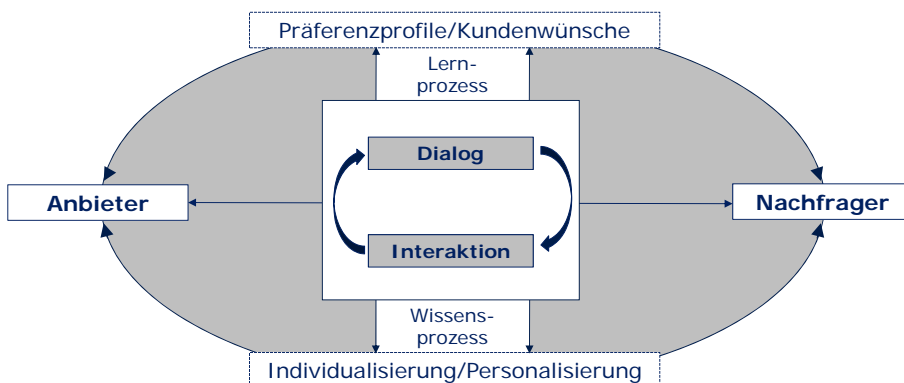 Präferenzprofile/Kundenwünsche
Lern-
prozess
Dialog
Anbieter
Nachfrager
Interaktion
Wissens-
prozess
Individualisierung/Personalisierung